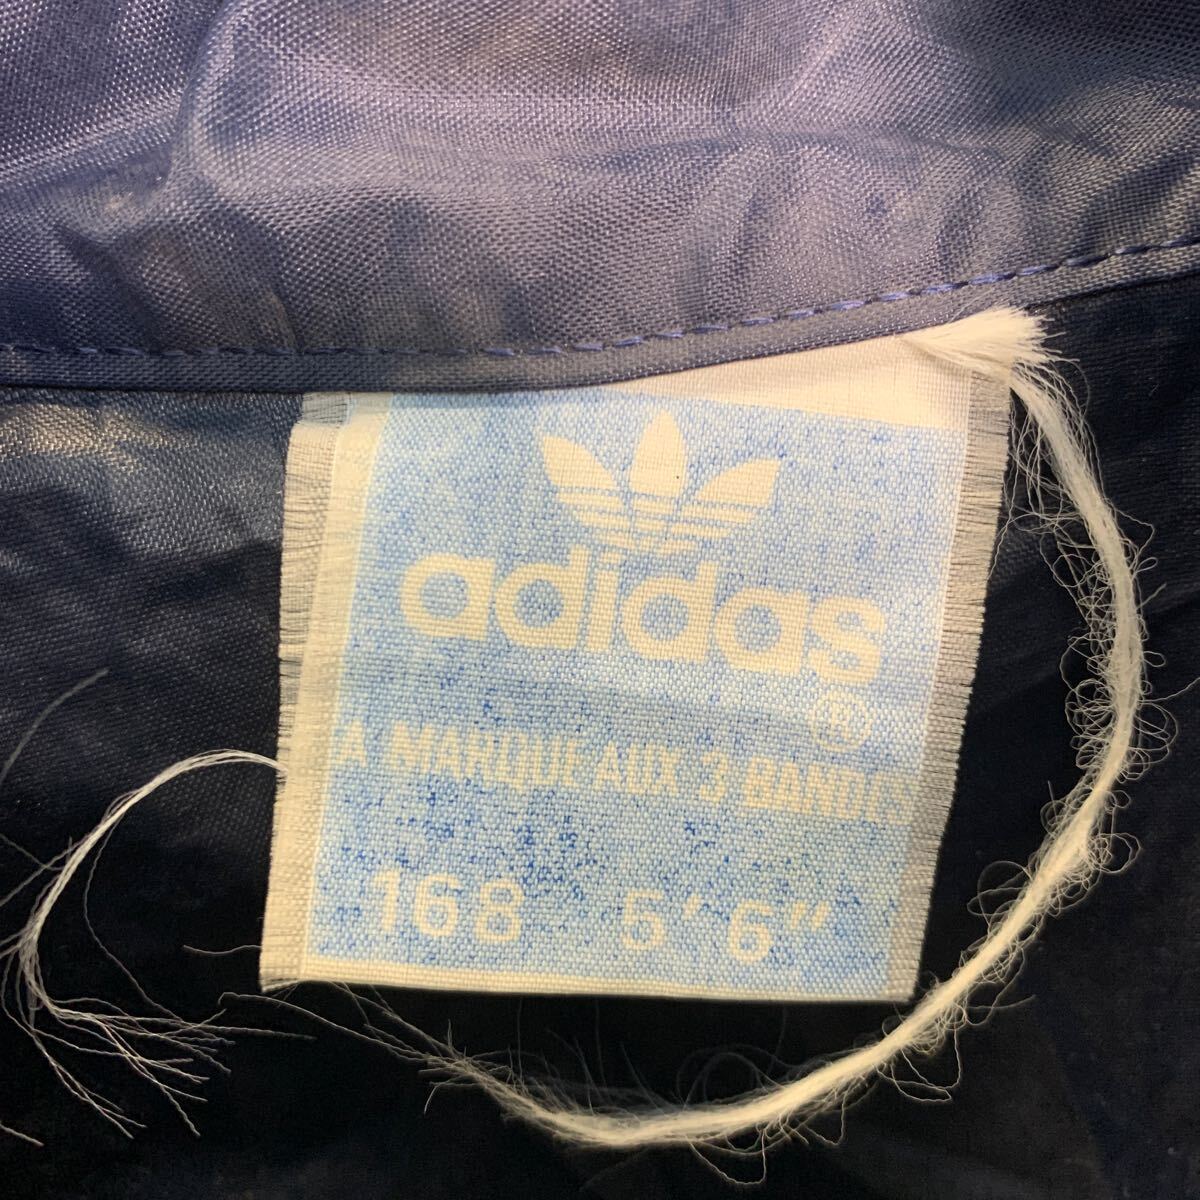 adidas
®
A MARQUE AUX 3 BANDES
168 5'6"